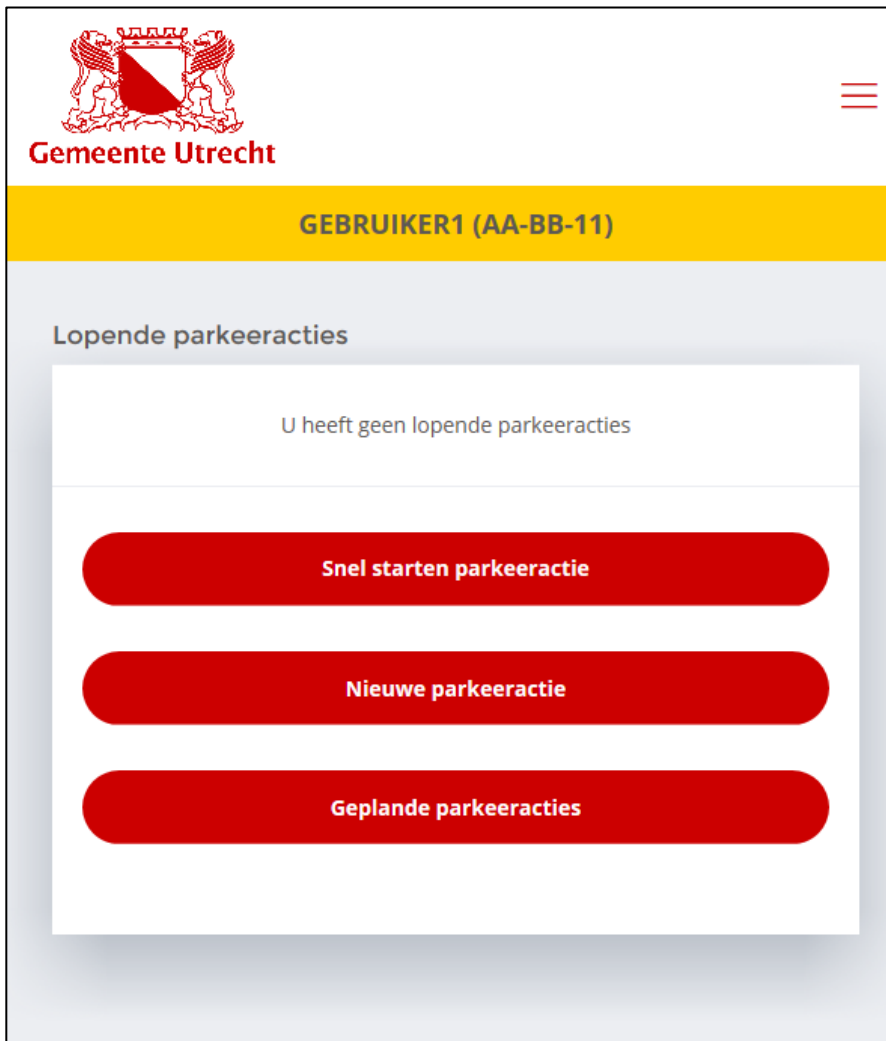 Gemeente Utrecht
GEBRUIKER1 (AA-BB-11)
Lopende parkeeracties
U heeft geen lopende parkeeracties
Snel starten parkeeractie
Nieuwe parkeeractie
Geplande parkeeracties